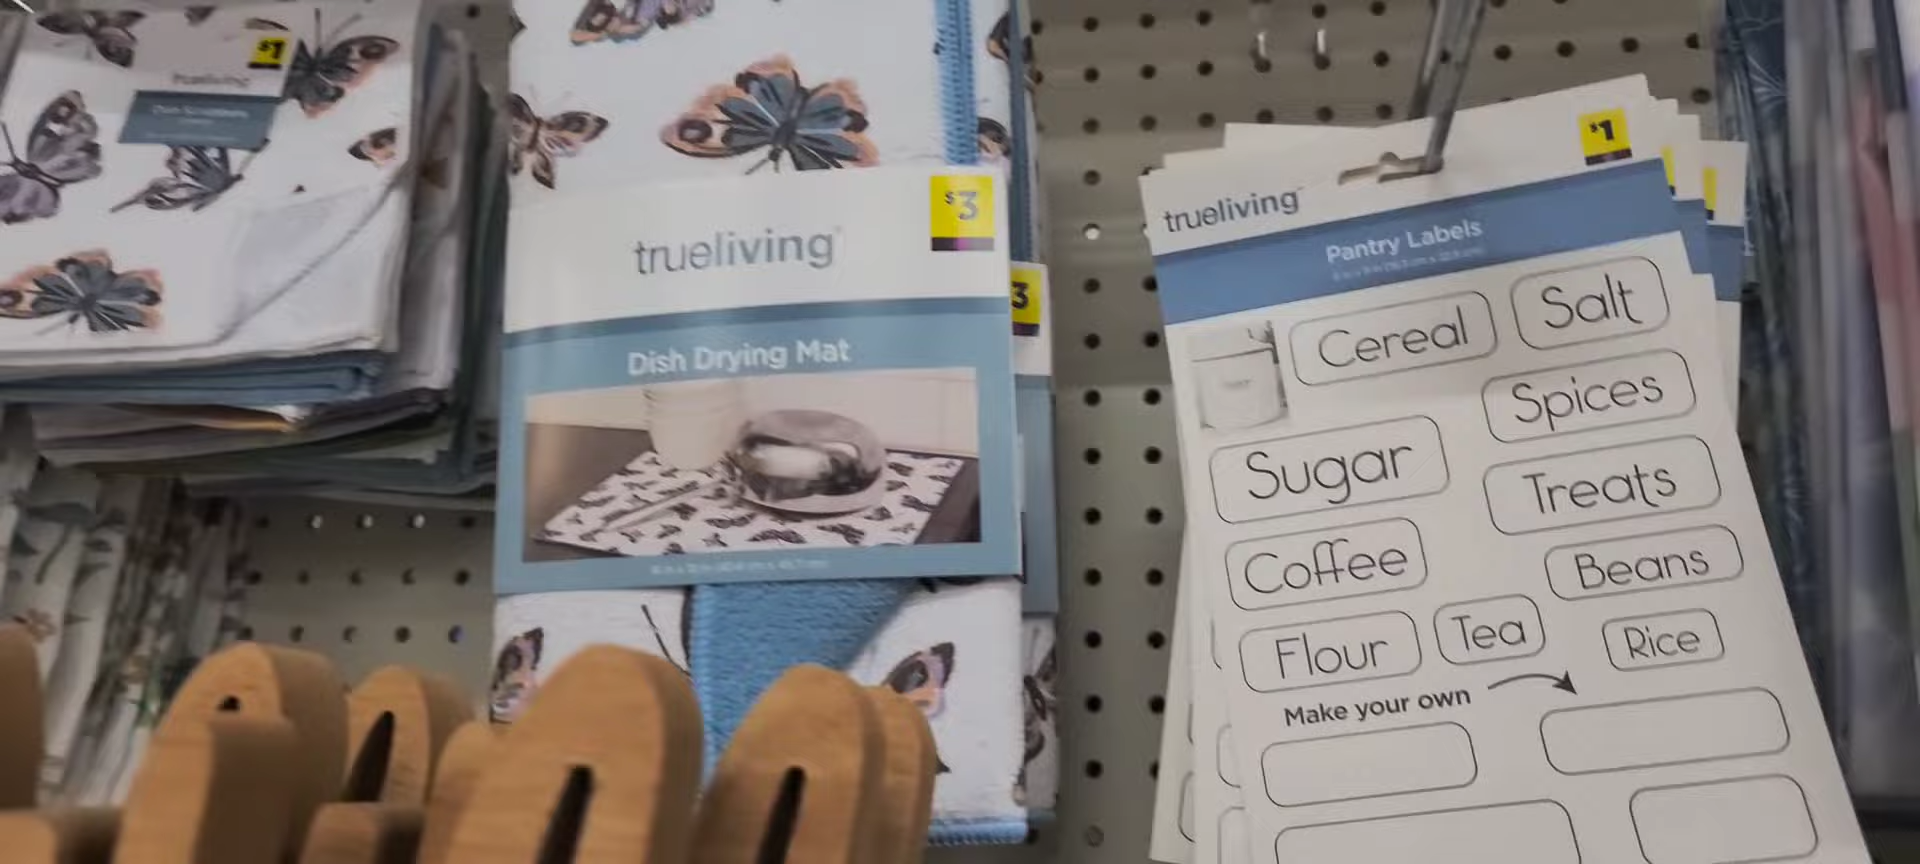 $1
trueliving
$3
trueliving
3
Dish Drying Mat
$1
trueliving
Pantry Labels
Cereal
Salt
Spices
Sugar
Treats
Coffee
Beans
Flour
Tea
Rice
Make your own